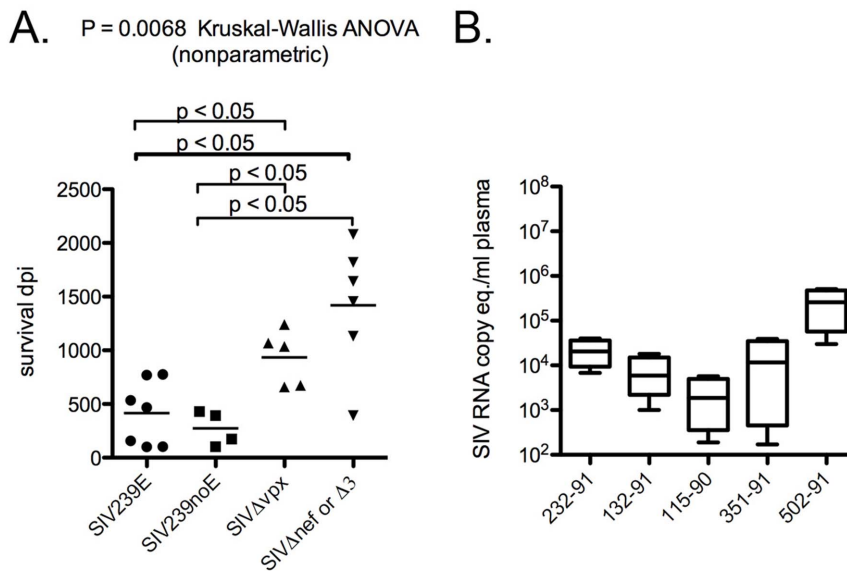 A.
P = 0.0068 Kruskal-Wallis ANOVA
(nonparametric)
p < 0.05
p < 0.05
p < 0.05
p < 0.05
survival dpi
2500
2000
1500
1000
500
0
SIV239E
SIV239noE
SIVΔvpx
SIVΔnef or Δ3
B.
SIV RNA copy eq./ml plasma
10⁸
10⁷
10⁶
10⁵
10⁴
10³
10²
232-91
132-91
115-90
351-91
502-91